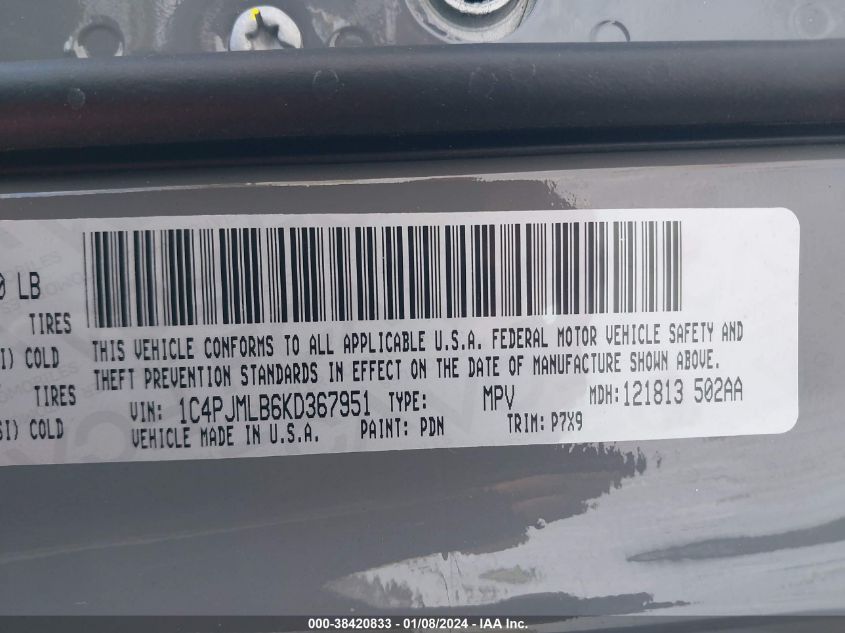 0 LB
TIRES
I) COLD
TIRES
SI) COLD
THIS VEHICLE CONFORMS TO ALL APPLICABLE U.S.A. FEDERAL MOTOR VEHICLE SAFETY AND
THEFT PREVENTION STANDARDS IN EFFECT ON THE DATE OF MANUFACTURE SHOWN ABOVE.
VIN: 1C4PJMLB6KD367951 TYPE: MPV MDH: 121813 502AA
VEHICLE MADE IN U.S.A. PAINT: PDN TRIM: P7X9
000-38420833 - 01/08/2024 - IAA Inc.